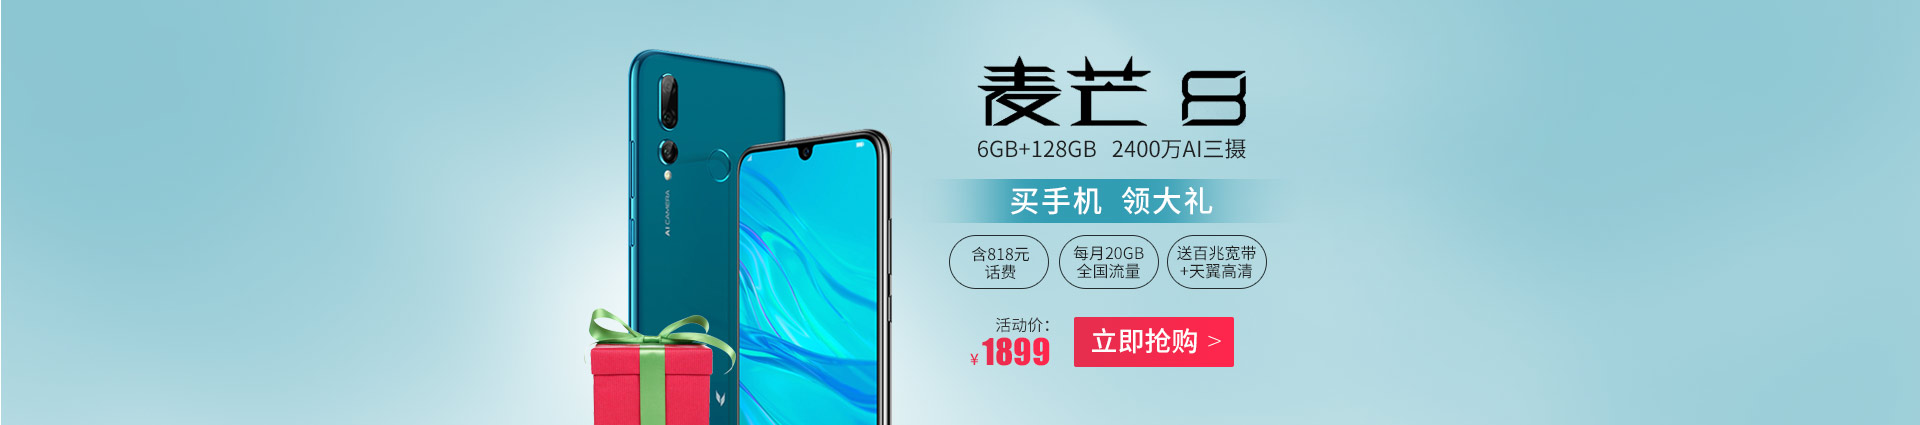 麦芒 8
6GB+128GB 2400万AI三摄
买手机 领大礼
含818元
话费
每月20GB
全国流量
送百兆宽带
+天翼高清
活动价:
¥1899
立即抢购 >
AI CAMERA